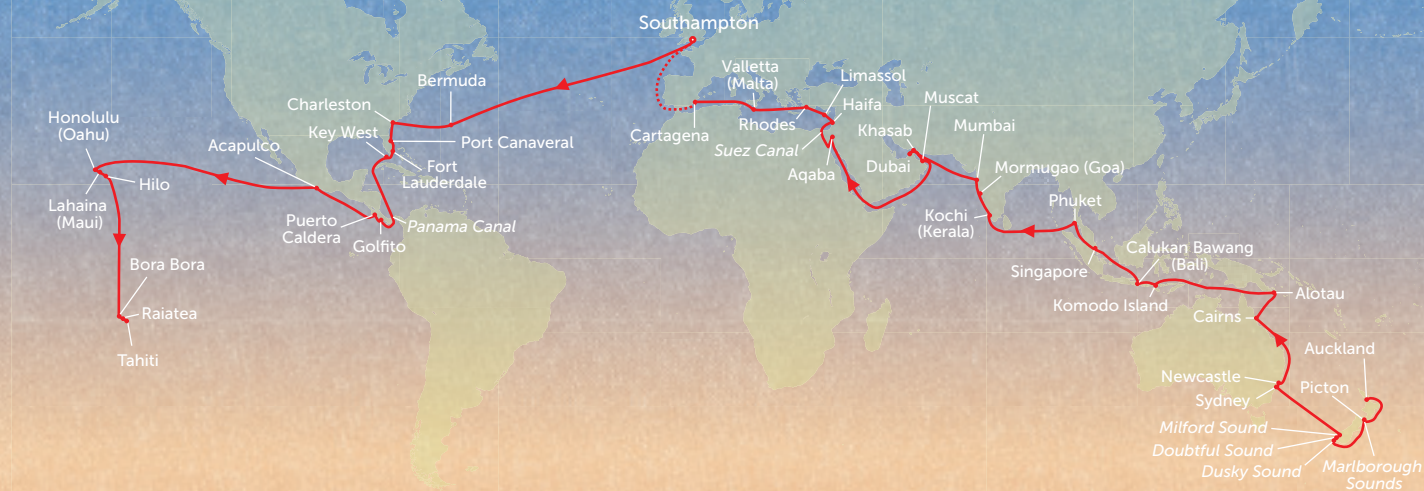 Southampton
Bermuda
Charleston
Key West
Port Canaveral
Fort
Lauderdale
Acapulco
Honolulu
(Oahu)
Hilo
Lahaina
(Maui)
Puerto
Caldera
Golfito
Panama Canal
Bora Bora
Raiatea
Tahiti
Valletta
(Malta)
Limassol
Cartagena
Rhodes
Haifa
Suez Canal
Aqaba
Khasab
Muscat
Dubai
Mumbai
Mormugao (Goa)
Kochi
(Kerala)
Phuket
Singapore
Calukan Bawang
(Bali)
Komodo Island
Alotau
Cairns
Auckland
Newcastle
Picton
Sydney
Milford Sound
Doubtful Sound
Dusky Sound
Marlborough
Sounds